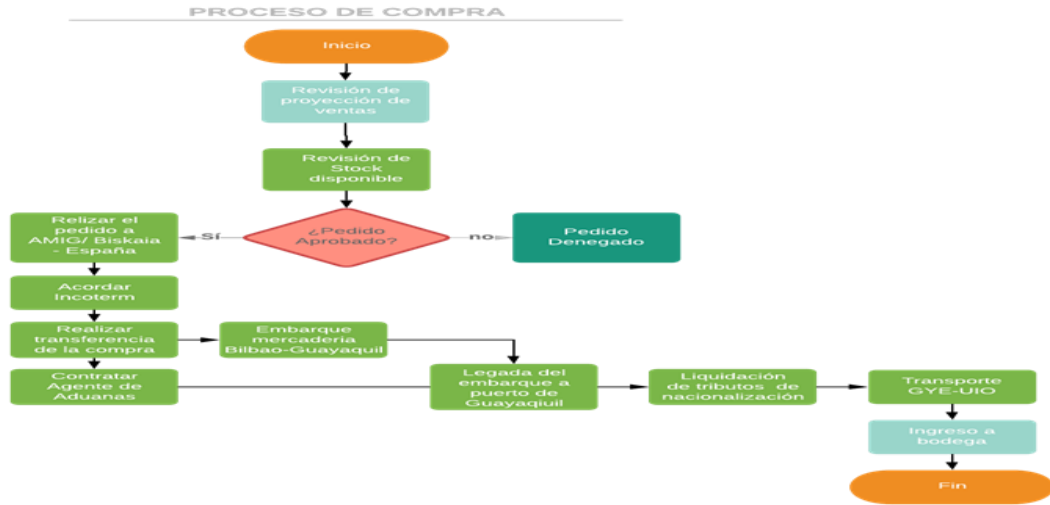 PROCESO DE COMPRA
Inicio
Revisión de
proyección de
ventas
Revisión de
Stock
disponible
¿Pedido
Aprobado?
Sí
no
Relizar el
pedido a
AMIG/ Biskaia
- España
Pedido
Denegado
Acordar
Incoterm
Realizar
transferencia
de la compra
Embarque
mercaderia
Bilbao-Guayaquil
Contratar
Agente de
Aduanas
Legada del
embarque a
puerto de
Guayaqiuil
Liquidación
de tributos de
nacionalización
Transporte
GYE-UIO
Ingreso a
bodega
Fin